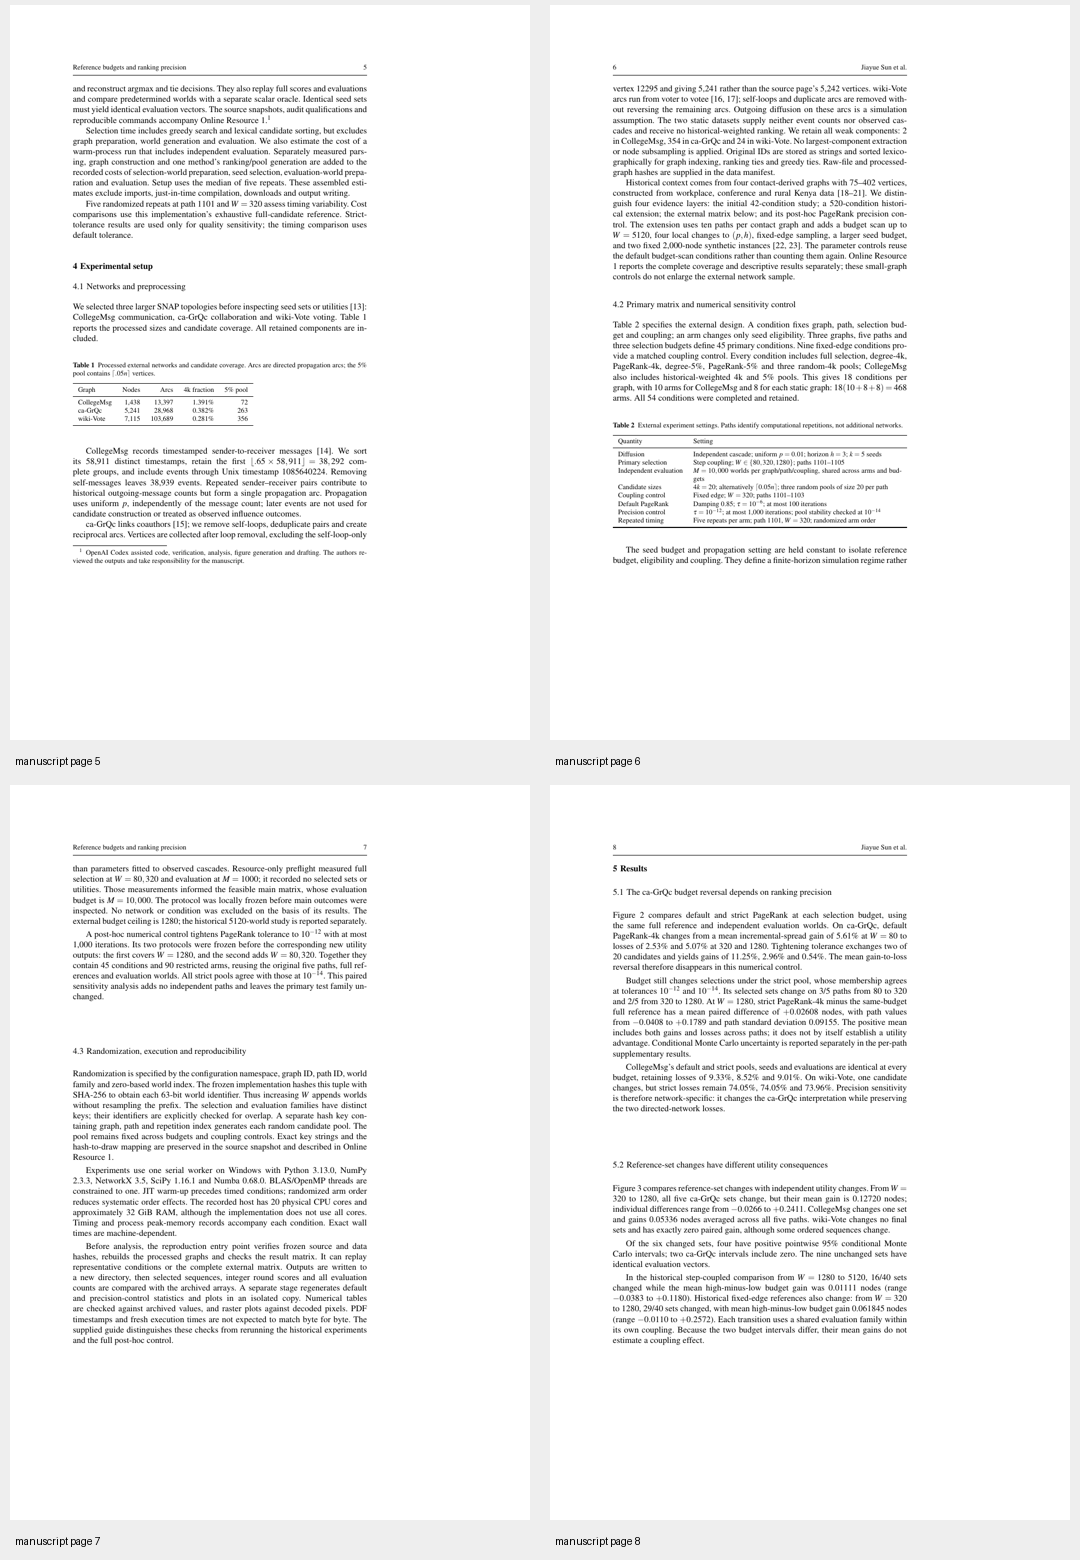 Reference budgets and ranking precision 5
and reconstruct argmax and tie decisions. They also replay full scores and evaluations
and compare predetermined worlds with a separate scalar oracle. Identical seed sets
must yield identical evaluation vectors. The source snapshots, audit qualifications and
reproducible commands accompany Online Resource 1.¹
Selection time includes greedy search and lexical candidate sorting, but excludes
graph preparation, world generation and evaluation. We also estimate the cost of a
warm-process run that includes independent evaluation. Separately measured pars-
ing, graph construction and one method's ranking/pool generation are added to the
recorded costs of selection-world preparation, seed selection, evaluation-world prepa-
ration and evaluation. Setup uses the median of five repeats. These assembled esti-
mates exclude imports, just-in-time compilation, downloads and output writing.
Five randomized repeats at path 1101 and W = 320 assess timing variability. Cost
comparisons use this implementation's exhaustive full-candidate reference. Strict-
tolerance results are used only for quality sensitivity; the timing comparison uses
default tolerance.
4 Experimental setup
4.1 Networks and preprocessing
We selected three larger SNAP topologies before inspecting seed sets or utilities [13]:
CollegeMsg communication, ca-GrQc collaboration and wiki-Vote voting. Table 1
reports the processed sizes and candidate coverage. All retained components are in-
cluded.
Table 1 Processed external networks and candidate coverage. Arcs are directed propagation arcs; the 5%
pool contains ⌈.05n⌉ vertices.
Graph Nodes Arcs 4k fraction 5% pool
CollegeMsg 1,438 13,397 1.391% 72
ca-GrQc 5,241 28,968 0.382% 263
wiki-Vote 7,115 103,689 0.281% 356
CollegeMsg records timestamped sender-to-receiver messages [14]. We sort
its 58,911 distinct timestamps, retain the first ⌊.65 × 58,911⌋ = 38,292 com-
plete groups, and include events through Unix timestamp 1085640224. Removing
self-messages leaves 38,939 events. Repeated sender–receiver pairs contribute to
historical outgoing-message counts but form a single propagation arc. Propagation
uses uniform p, independently of the message count; later events are not used for
candidate construction or treated as observed influence outcomes.
ca-GrQc links coauthors [15]; we remove self-loops, deduplicate pairs and create
reciprocal arcs. Vertices are collected after loop removal, excluding the self-loop-only
¹ OpenAI Codex assisted code, verification, analysis, figure generation and drafting. The authors re-
viewed the outputs and take responsibility for the manuscript.
manuscript page 5
6 Jiayue Sun et al.
vertex 12295 and giving 5,241 rather than the source page's 5,242 vertices. wiki-Vote
arcs run from voter to votee [16, 17]; self-loops and duplicate arcs are removed with-
out reversing the remaining arcs. Outgoing diffusion on these arcs is a simulation
assumption. The two static datasets supply neither event counts nor observed cas-
cades and receive no historical-weighted ranking. We retain all weak components: 2
in CollegeMsg, 354 in ca-GrQc and 24 in wiki-Vote. No largest-component extraction
or node subsampling is applied. Original IDs are stored as strings and sorted lexico-
graphically for graph indexing, ranking ties and greedy ties. Raw-file and processed-
graph hashes are supplied in the data manifest.
Historical context comes from four contact-derived graphs with 75–402 vertices,
constructed from workplace, conference and rural Kenya data [18–21]. We distin-
guish four evidence layers: the initial 42-condition study; a 520-condition histori-
cal extension; the external matrix below; and its post-hoc PageRank precision con-
trol. The extension uses ten paths per contact graph and adds a budget scan up to
W = 5120, four local changes to (p,h), fixed-edge sampling, a larger seed budget,
and two fixed 2,000-node synthetic instances [22, 23]. The parameter controls reuse
the default budget-scan conditions rather than counting them again. Online Resource
1 reports the complete coverage and descriptive results separately; these small-graph
controls do not enlarge the external network sample.
4.2 Primary matrix and numerical sensitivity control
Table 2 specifies the external design. A condition fixes graph, path, selection bud-
get and coupling; an arm changes only seed eligibility. Three graphs, five paths and
three selection budgets define 45 primary conditions. Nine fixed-edge conditions pro-
vide a matched coupling control. Every condition includes full selection, degree-4k,
PageRank-4k, degree-5%, PageRank-5% and three random-4k pools; CollegeMsg
also includes historical-weighted 4k and 5% pools. This gives 18 conditions per
graph, with 10 arms for CollegeMsg and 8 for each static graph: 18(10+8+8) = 468
arms. All 54 conditions were completed and retained.
Table 2 External experiment settings. Paths identify computational repetitions, not additional networks.
Quantity Setting
Diffusion Independent cascade; uniform p = 0.01; horizon h = 3; k = 5 seeds
Primary selection Step coupling; W ∈ {80,320,1280}; paths 1101–1105
Independent evaluation M = 10,000 worlds per graph/path/coupling, shared across arms and bud-
gets
Candidate sizes 4k = 20; alternatively ⌈0.05n⌉; three random pools of size 20 per path
Coupling control Fixed edge; W = 320; paths 1101–1103
Default PageRank Damping 0.85; τ = 10⁻⁶; at most 100 iterations
Precision control τ = 10⁻¹²; at most 1,000 iterations; pool stability checked at 10⁻¹⁴
Repeated timing Five repeats per arm; path 1101, W = 320; randomized arm order
The seed budget and propagation setting are held constant to isolate reference
budget, eligibility and coupling. They define a finite-horizon simulation regime rather
manuscript page 6
Reference budgets and ranking precision 7
than parameters fitted to observed cascades. Resource-only preflight measured full
selection at W = 80,320 and evaluation at M = 1000; it recorded no selected sets or
utilities. Those measurements informed the feasible main matrix, whose evaluation
budget is M = 10,000. The protocol was locally frozen before main outcomes were
inspected. No network or condition was excluded on the basis of its results. The
external budget ceiling is 1280; the historical 5120-world study is reported separately.
A post-hoc numerical control tightens PageRank tolerance to 10⁻¹² with at most
1,000 iterations. Its two protocols were frozen before the corresponding new utility
outputs: the first covers W = 1280, and the second adds W = 80,320. Together they
contain 45 conditions and 90 restricted arms, reusing the original five paths, full ref-
erences and evaluation worlds. All strict pools agree with those at 10⁻¹⁴. This paired
sensitivity analysis adds no independent paths and leaves the primary test family un-
changed.
4.3 Randomization, execution and reproducibility
Randomization is specified by the configuration namespace, graph ID, path ID, world
family and zero-based world index. The frozen implementation hashes this tuple with
SHA-256 to obtain each 63-bit world identifier. Thus increasing W appends worlds
without resampling the prefix. The selection and evaluation families have distinct
keys; their identifiers are explicitly checked for overlap. A separate hash key con-
taining graph, path and repetition index generates each random candidate pool. The
pool remains fixed across budgets and coupling controls. Exact key strings and the
hash-to-draw mapping are preserved in the source snapshot and described in Online
Resource 1.
Experiments use one serial worker on Windows with Python 3.13.0, NumPy
2.3.3, NetworkX 3.5, SciPy 1.16.1 and Numba 0.68.0. BLAS/OpenMP threads are
constrained to one. JIT warm-up precedes timed conditions; randomized arm order
reduces systematic order effects. The recorded host has 20 physical CPU cores and
approximately 32 GiB RAM, although the implementation does not use all cores.
Timing and process peak-memory records accompany each condition. Exact wall
times are machine-dependent.
Before analysis, the reproduction entry point verifies frozen source and data
hashes, rebuilds the processed graphs and checks the result matrix. It can replay
representative conditions or the complete external matrix. Outputs are written to
a new directory, then selected sequences, integer round scores and all evaluation
counts are compared with the archived arrays. A separate stage regenerates default
and precision-control statistics and plots in an isolated copy. Numerical tables
are checked against archived values, and raster plots against decoded pixels. PDF
timestamps and fresh execution times are not expected to match byte for byte. The
supplied guide distinguishes these checks from rerunning the historical experiments
and the full post-hoc control.
manuscript page 7
8 Jiayue Sun et al.
5 Results
5.1 The ca-GrQc budget reversal depends on ranking precision
Figure 2 compares default and strict PageRank at each selection budget, using
the same full reference and independent evaluation worlds. On ca-GrQc, default
PageRank-4k changes from a mean incremental-spread gain of 5.61% at W = 80 to
losses of 2.53% and 5.07% at 320 and 1280. Tightening tolerance exchanges two of
20 candidates and yields gains of 11.25%, 2.96% and 0.54%. The mean gain-to-loss
reversal therefore disappears in this numerical control.
Budget still changes selections under the strict pool, whose membership agrees
at tolerances 10⁻¹² and 10⁻¹⁴. Its selected sets change on 3/5 paths from 80 to 320
and 2/5 from 320 to 1280. At W = 1280, strict PageRank-4k minus the same-budget
full reference has a mean paired difference of +0.02608 nodes, with path values
from −0.0408 to +0.1789 and path standard deviation 0.09155. The positive mean
includes both gains and losses across paths; it does not by itself establish a utility
advantage. Conditional Monte Carlo uncertainty is reported separately in the per-path
supplementary results.
CollegeMsg's default and strict pools, seeds and evaluations are identical at every
budget, retaining losses of 9.33%, 8.52% and 9.01%. On wiki-Vote, one candidate
changes, but strict losses remain 74.05%, 74.05% and 73.96%. Precision sensitivity
is therefore network-specific: it changes the ca-GrQc interpretation while preserving
the two directed-network losses.
5.2 Reference-set changes have different utility consequences
Figure 3 compares reference-set changes with independent utility changes. From W =
320 to 1280, all five ca-GrQc sets change, but their mean gain is 0.12720 nodes;
individual differences range from −0.0266 to +0.2411. CollegeMsg changes one set
and gains 0.05336 nodes averaged across all five paths. wiki-Vote changes no final
sets and has exactly zero paired gain, although some ordered sequences change.
Of the six changed sets, four have positive pointwise 95% conditional Monte
Carlo intervals; two ca-GrQc intervals include zero. The nine unchanged sets have
identical evaluation vectors.
In the historical step-coupled comparison from W = 1280 to 5120, 16/40 sets
changed while the mean high-minus-low budget gain was 0.01111 nodes (range
−0.0383 to +0.1180). Historical fixed-edge references also change: from W = 320
to 1280, 29/40 sets changed, with mean high-minus-low budget gain 0.061845 nodes
(range −0.0110 to +0.2572). Each transition uses a shared evaluation family within
its own coupling. Because the two budget intervals differ, their mean gains do not
estimate a coupling effect.
manuscript page 8